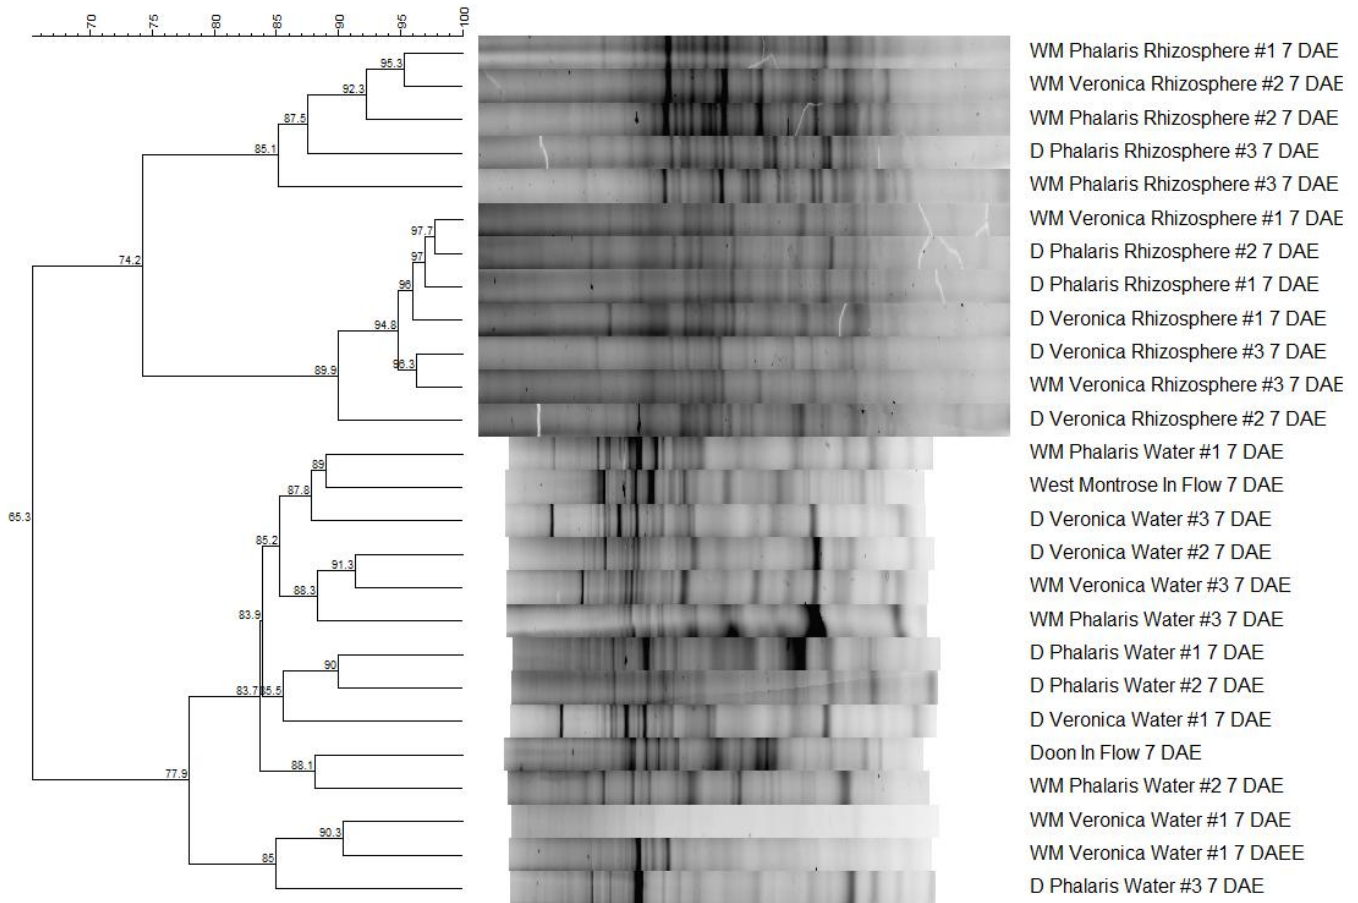 70 75 80 85 90 95 100
95.3 WM Phalaris Rhizosphere #1 7 DAE
92.3 WM Veronica Rhizosphere #2 7 DAE
87.5 WM Phalaris Rhizosphere #2 7 DAE
85.1 D Phalaris Rhizosphere #3 7 DAE
WM Phalaris Rhizosphere #3 7 DAE
97.7 WM Veronica Rhizosphere #1 7 DAE
74.2 97 D Phalaris Rhizosphere #2 7 DAE
96 D Phalaris Rhizosphere #1 7 DAE
94.8 D Veronica Rhizosphere #1 7 DAE
96.3 D Veronica Rhizosphere #3 7 DAE
89.9 WM Veronica Rhizosphere #3 7 DAE
D Veronica Rhizosphere #2 7 DAE
89 WM Phalaris Water #1 7 DAE
87.8 West Montrose In Flow 7 DAE
65.3 D Veronica Water #3 7 DAE
85.2 91.3 D Veronica Water #2 7 DAE
88.3 WM Veronica Water #3 7 DAE
83.9 WM Phalaris Water #3 7 DAE
D Phalaris Water #1 7 DAE
83.7 85.5 90 D Phalaris Water #2 7 DAE
D Veronica Water #1 7 DAE
Doon In Flow 7 DAE
77.9 88.1 WM Phalaris Water #2 7 DAE
WM Veronica Water #1 7 DAE
90.3 WM Veronica Water #1 7 DAEE
85 D Phalaris Water #3 7 DAE